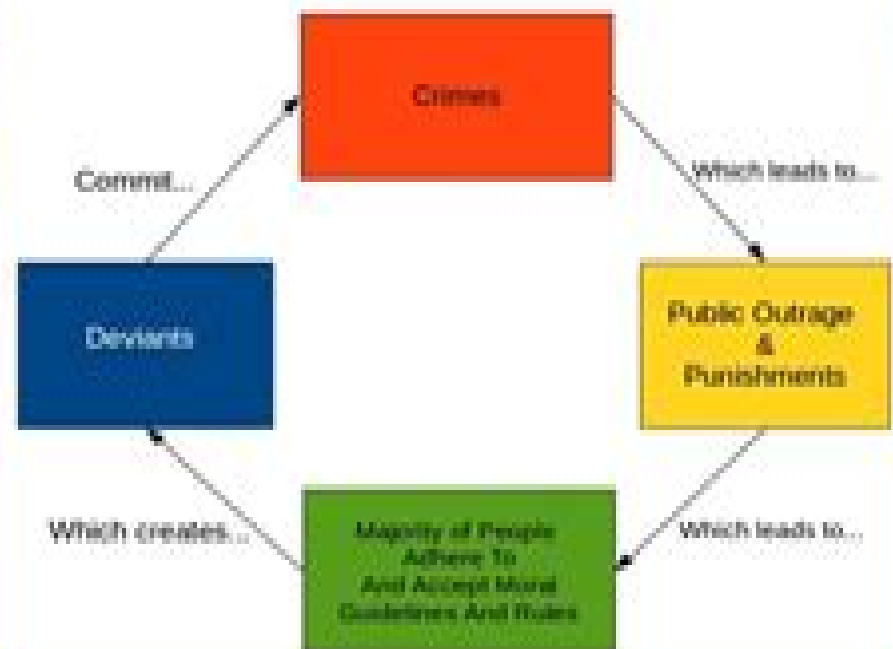 Crimes
Commit...
Which leads to...
Deviants
Public Outrage
&
Punishments
Which creates...
Majority of People
Adhere To
And Accept Moral
Guidelines And Rules
Which leads to...